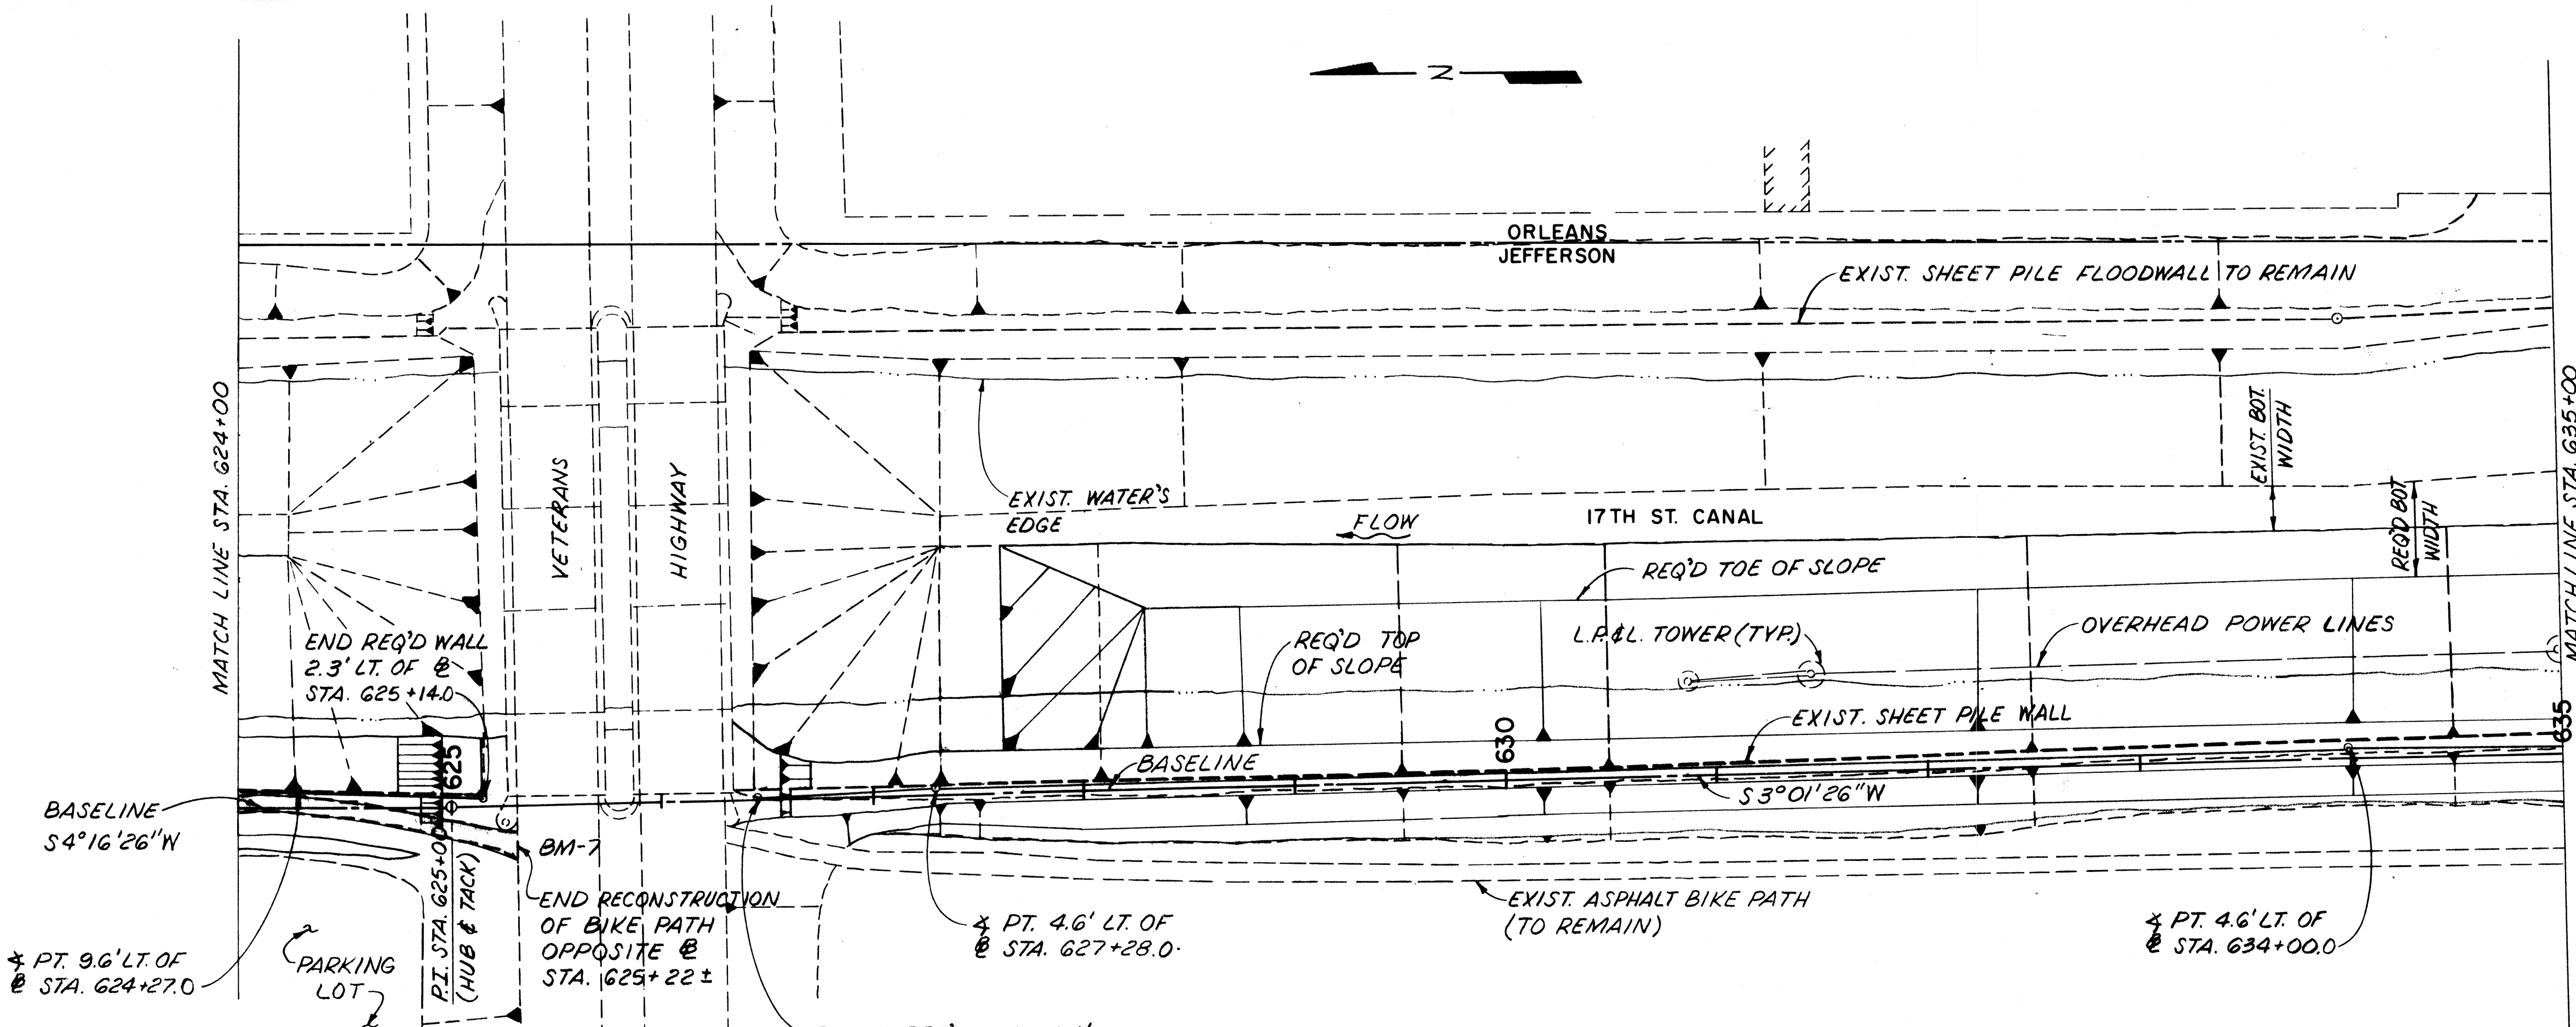 N
ORLEANS
JEFFERSON
EXIST. SHEET PILE FLOODWALL TO REMAIN
MATCH LINE STA. 624+00
VETERANS
HIGHWAY
EXIST. WATER'S
EDGE
FLOW
17TH ST. CANAL
EXIST. BOT.
WIDTH
REQ'D BOT
WIDTH
MATCH LINE STA. 635+00
REQ'D TOE OF SLOPE
END REQ'D WALL
2.3' LT. OF ℄
STA. 625+14.0
REQ'D TOP
OF SLOPE
L.P.&L. TOWER (TYP.)
OVERHEAD POWER LINES
EXIST. SHEET PILE WALL
625
630
635
BASELINE
BASELINE
S 4°16'26"W
S 3°01'26"W
BM-7
P.I. STA. 625+00
(HUB & TACK)
END RECONSTRUCTION
OF BIKE PATH
OPPOSITE ℄
STA. 625+22±
EXIST. ASPHALT BIKE PATH
(TO REMAIN)
∡ PT. 9.6' LT. OF
℄ STA. 624+27.0
PARKING
LOT
∡ PT. 4.6' LT. OF
℄ STA. 627+28.0
∡ PT. 4.6' LT. OF
℄ STA. 634+00.0